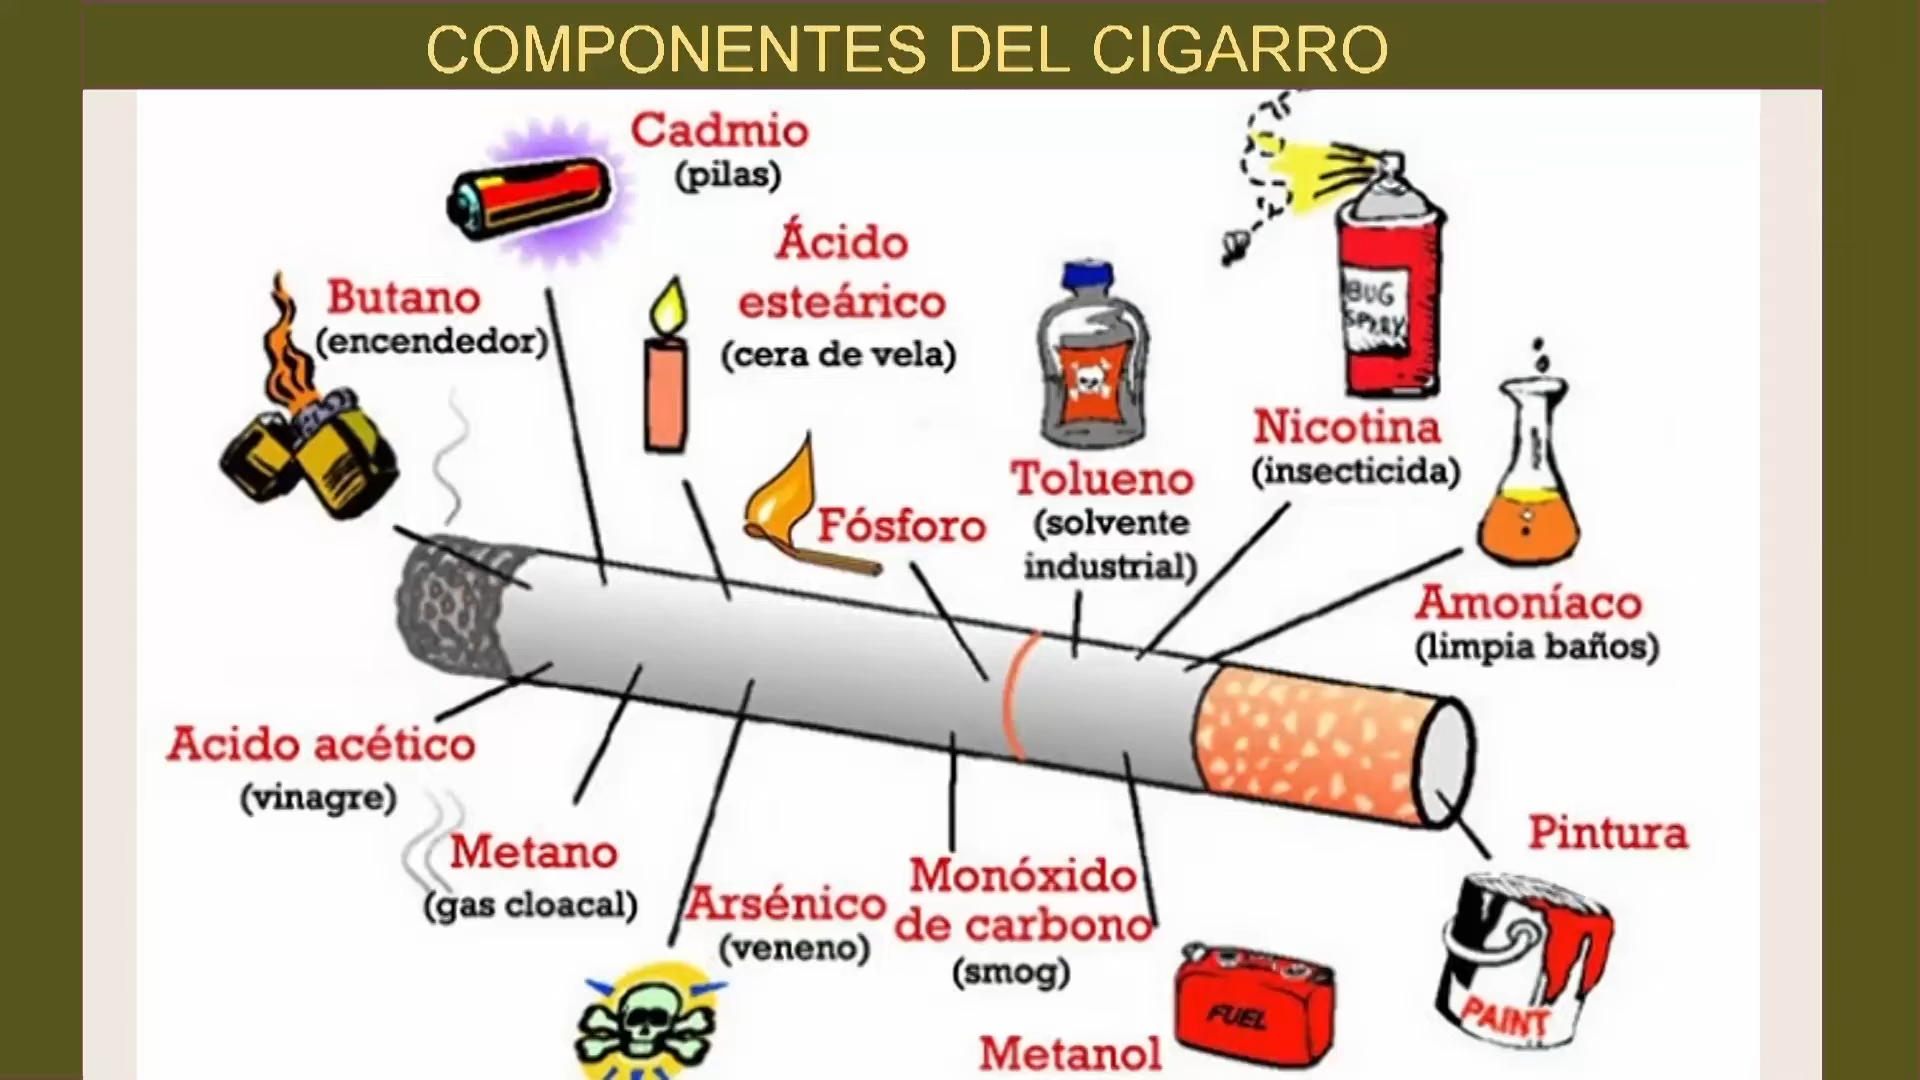 COMPONENTES DEL CIGARRO
Cadmio
(pilas)
Ácido
esteárico
(cera de vela)
Butano
(encendedor)
BUG
SPRAY
Nicotina
(insecticida)
Tolueno
(solvente
industrial)
Fósforo
Amoníaco
(limpia baños)
Acido acético
(vinagre)
Metano
(gas cloacal)
Arsénico
(veneno)
Monóxido
de carbono
(smog)
Pintura
PAINT
FUEL
Metanol